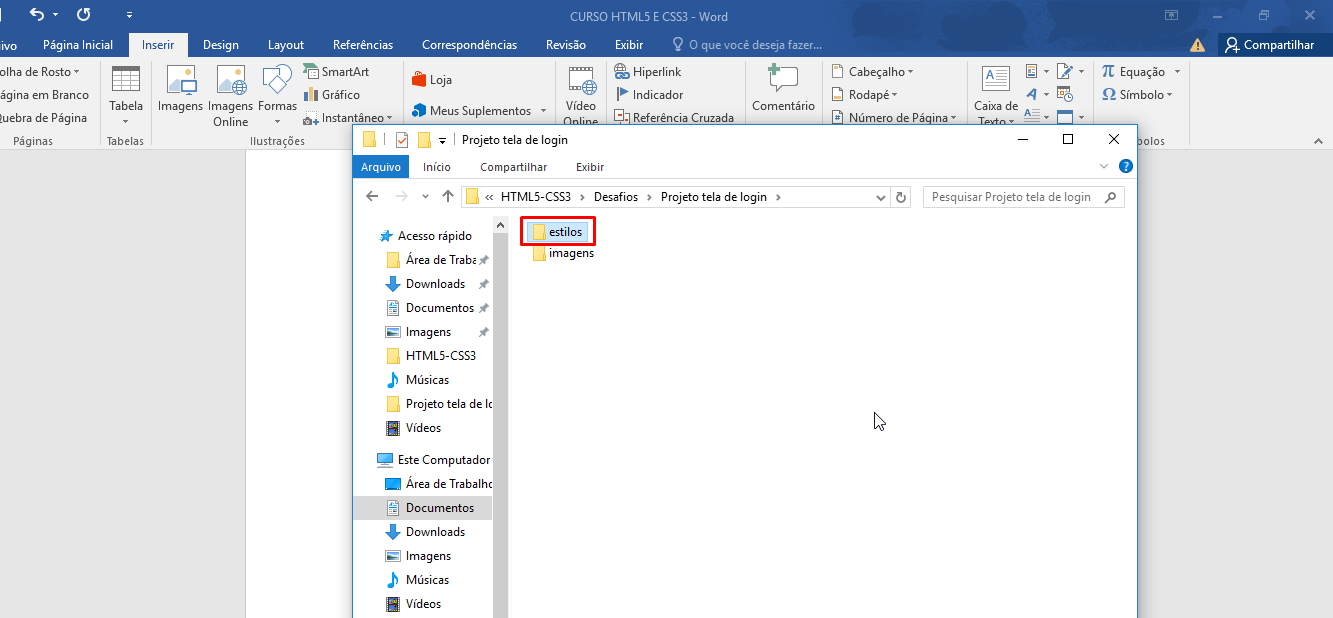 CURSO HTML5 E CSS3 - Word
ivo Página Inicial Inserir Design Layout Referências Correspondências Revisão Exibir O que você deseja fazer... Compartilhar
olha de Rosto
ágina em Branco
uebra de Página
Páginas
Tabela
Tabelas
Imagens
Imagens Online
Formas
SmartArt
Gráfico
Instantâneo
Ilustrações
Loja
Meus Suplementos
Vídeo
Online
Hiperlink
Indicador
Referência Cruzada
Comentário
Cabeçalho
Rodapé
Número de Página
Caixa de
Texto
Equação
Símbolo
bolos
Projeto tela de login
Arquivo Início Compartilhar Exibir
« HTML5-CSS3 > Desafios > Projeto tela de login >
Pesquisar Projeto tela de login
Acesso rápido
Área de Traba
Downloads
Documentos
Imagens
HTML5-CSS3
Músicas
Projeto tela de lo
Vídeos
Este Computador
Área de Trabalho
Documentos
Downloads
Imagens
Músicas
Vídeos
estilos
imagens